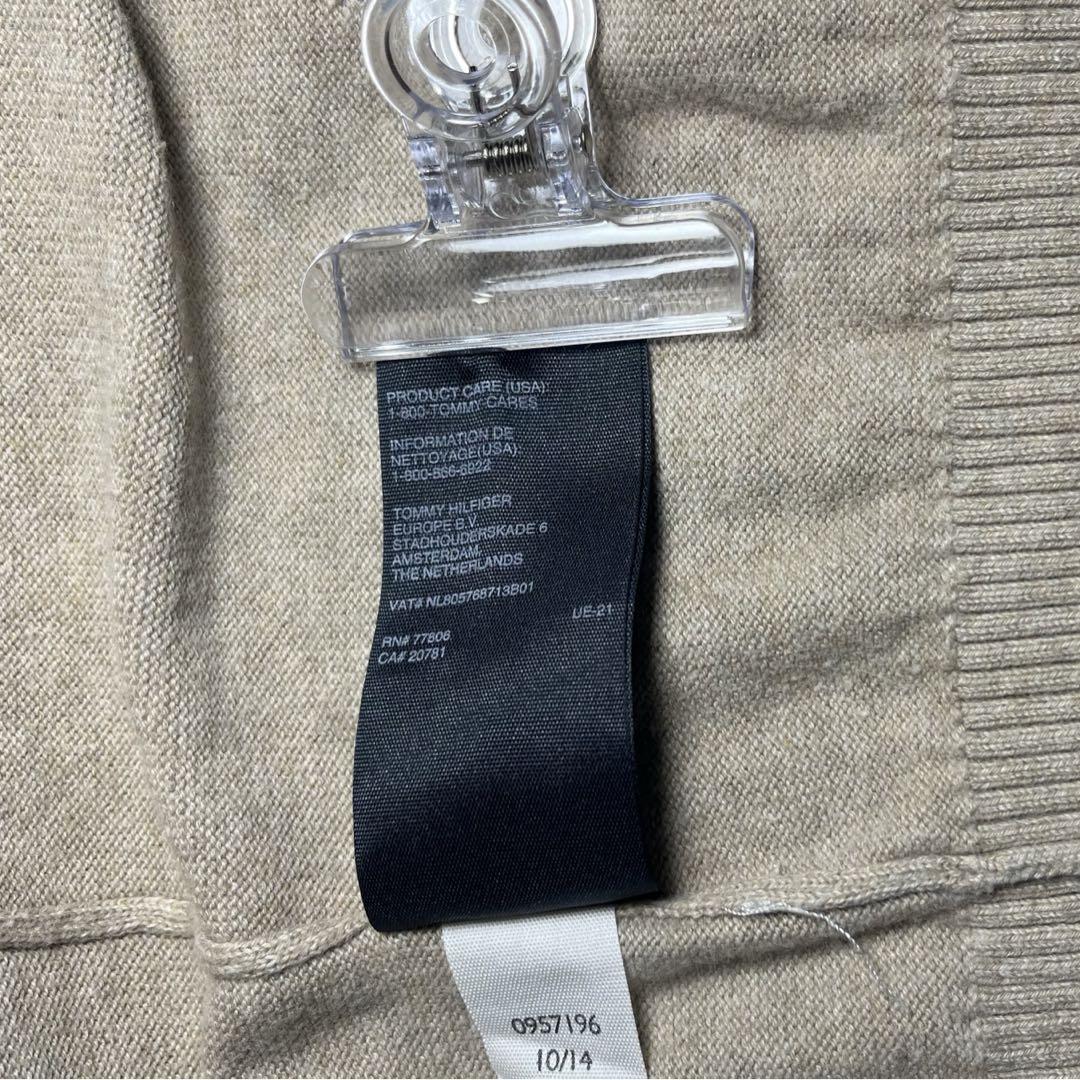 PRODUCT CARE (USA):
1-800-TOMMY-CARES
INFORMATION DE
NETTOYAGE(USA)
1-800-866-6922
TOMMY HILFIGER
EUROPE B.V.
STADHOUDERSKADE 6
AMSTERDAM
THE NETHERLANDS
VAT# NL805768713B01
UE-21
RN# 77806
CA# 20781
0957196
10/14